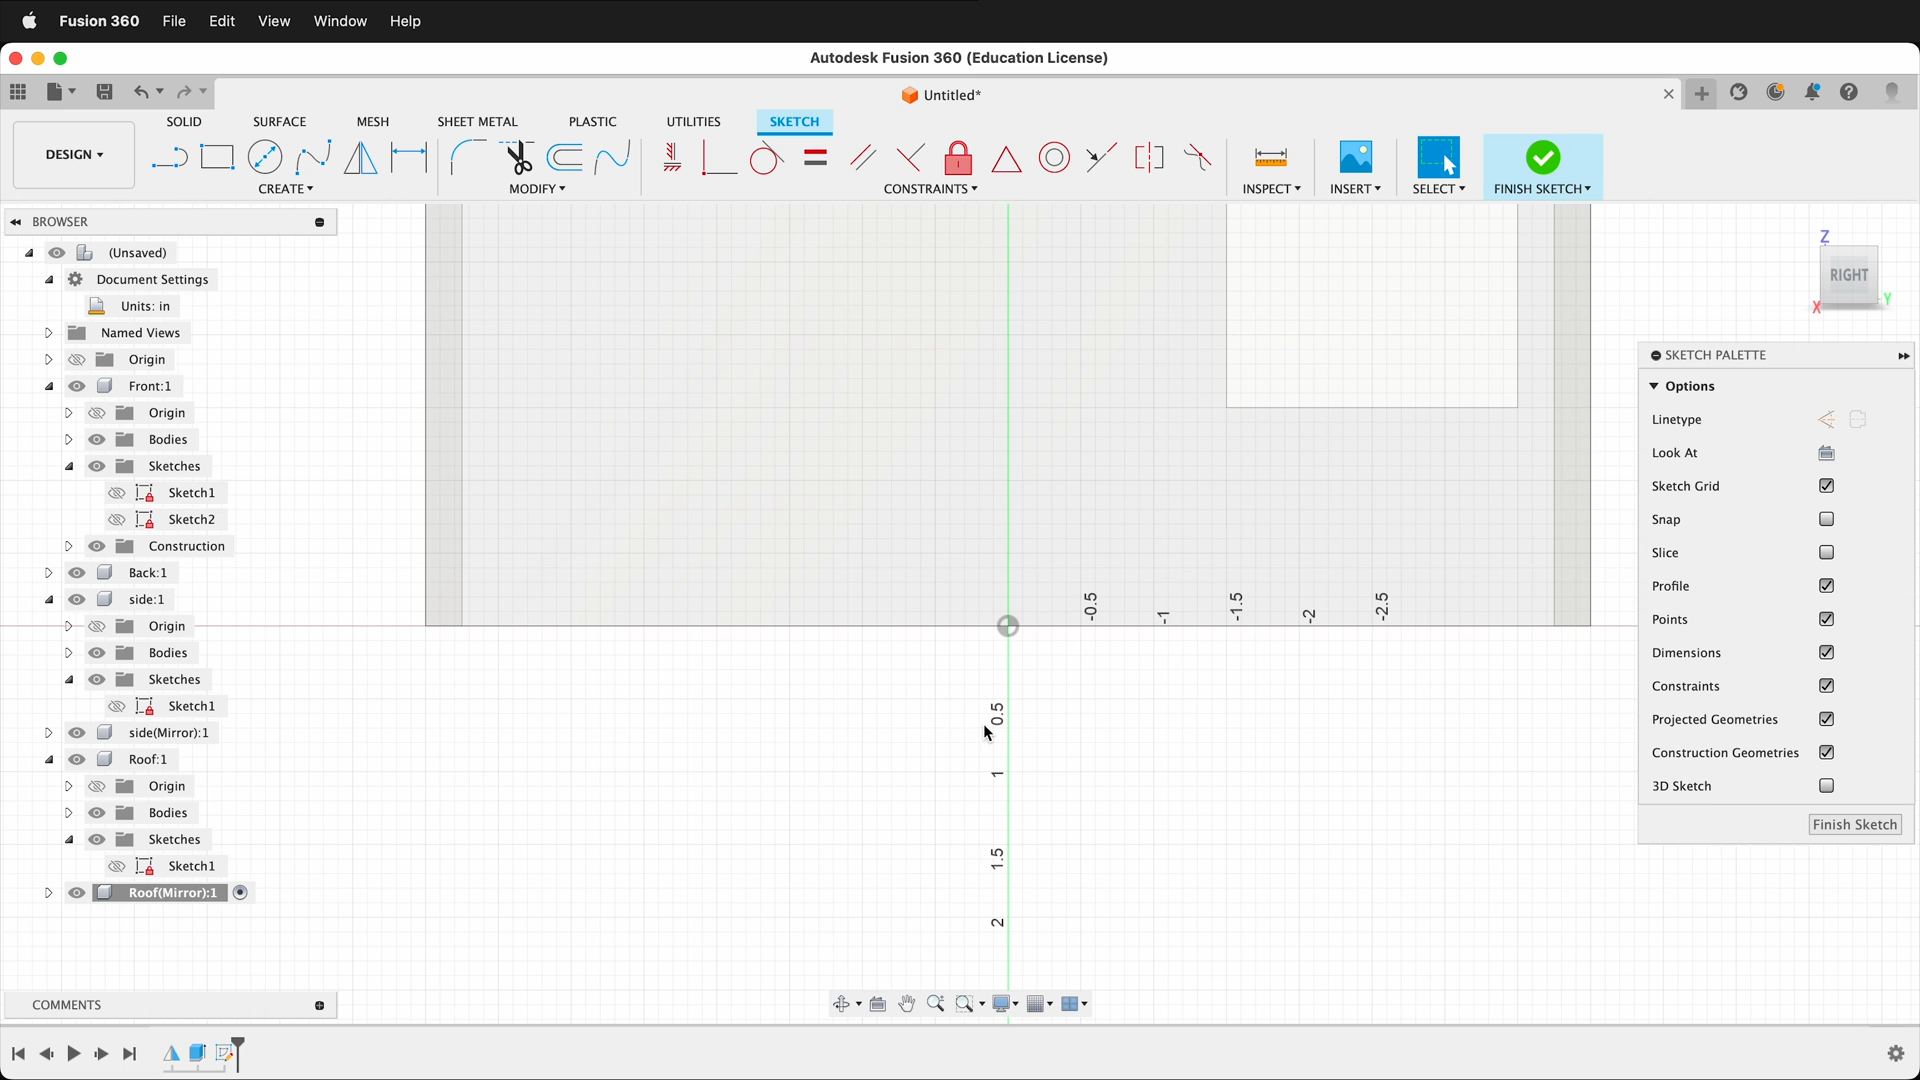 Fusion 360 File Edit View Window Help
Autodesk Fusion 360 (Education License)
Untitled*
SOLID SURFACE MESH SHEET METAL PLASTIC UTILITIES SKETCH
DESIGN
CREATE MODIFY CONSTRAINTS INSPECT INSERT SELECT FINISH SKETCH
BROWSER
(Unsaved)
Document Settings
Units: in
Named Views
Origin
Front:1
Origin
Bodies
Sketches
Sketch1
Sketch2
Construction
Back:1
side:1
Origin
Bodies
Sketches
Sketch1
side(Mirror):1
Roof:1
Origin
Bodies
Sketches
Sketch1
Roof(Mirror):1
COMMENTS
-0.5
-1
-1.5
-2
-2.5
0.5
1
1.5
2
Z
RIGHT
X
Y
SKETCH PALETTE
Options
Linetype
Look At
Sketch Grid
Snap
Slice
Profile
Points
Dimensions
Constraints
Projected Geometries
Construction Geometries
3D Sketch
Finish Sketch